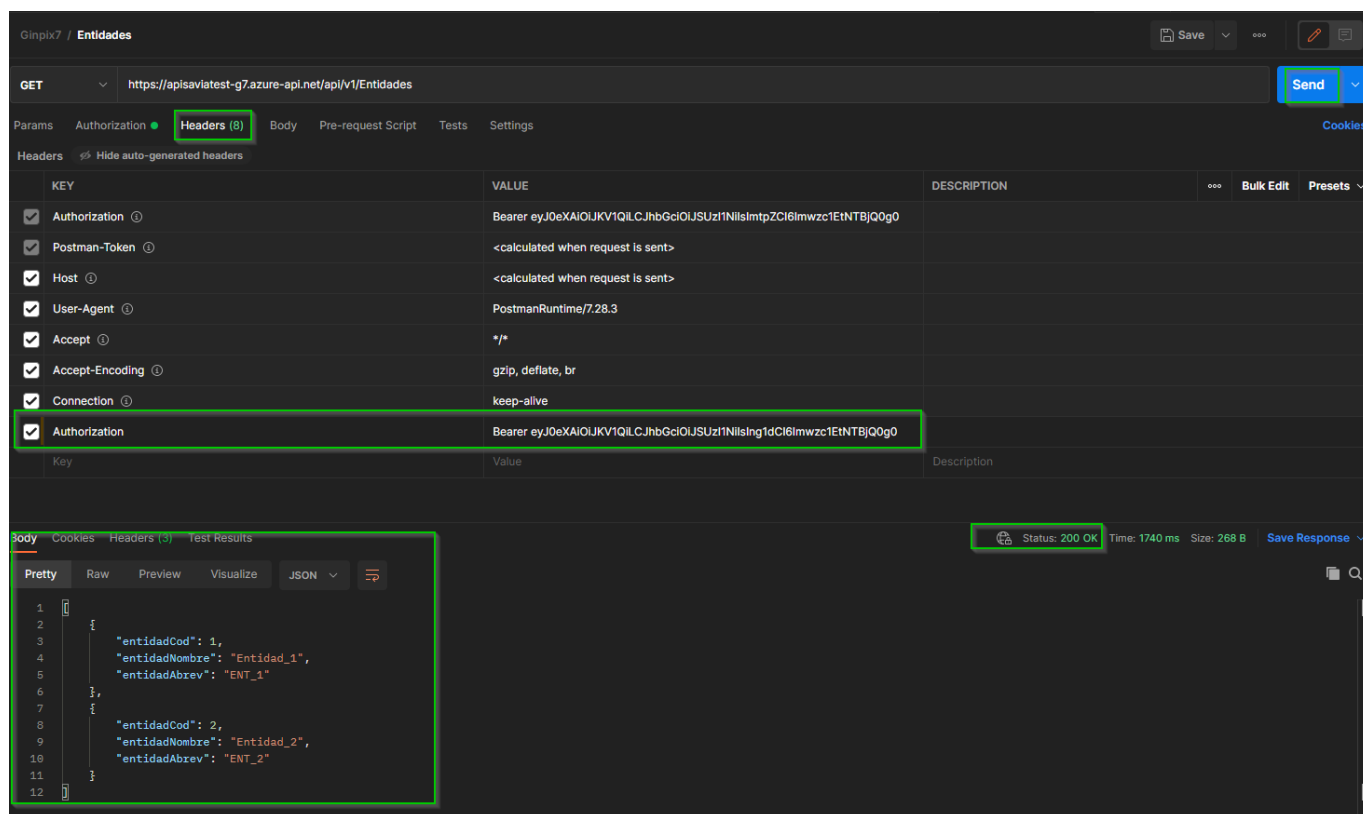 Ginpix7 / Entidades Save
GET https://apisaviatest-g7.azure-api.net/api/v1/Entidades Send
Params Authorization Headers (8) Body Pre-request Script Tests Settings Cookies
Headers Hide auto-generated headers
KEY VALUE DESCRIPTION Bulk Edit Presets
Authorization Bearer eyJ0eXAiOiJKV1QiLCJhbGciOiJSUzI1NiIsImtpZCI6Imwzc1EtNTBjQ0g0
Postman-Token <calculated when request is sent>
Host <calculated when request is sent>
User-Agent PostmanRuntime/7.28.3
Accept */*
Accept-Encoding gzip, deflate, br
Connection keep-alive
Authorization Bearer eyJ0eXAiOiJKV1QiLCJhbGciOiJSUzI1NiIsIng1dCI6Imwzc1EtNTBjQ0g0
Key Value Description
Body Cookies Headers (3) Test Results Status: 200 OK Time: 1740 ms Size: 268 B Save Response
Pretty Raw Preview Visualize JSON
1 [
2 {
3 "entidadCod": 1,
4 "entidadNombre": "Entidad_1",
5 "entidadAbrev": "ENT_1"
6 },
7 {
8 "entidadCod": 2,
9 "entidadNombre": "Entidad_2",
10 "entidadAbrev": "ENT_2"
11 }
12 ]